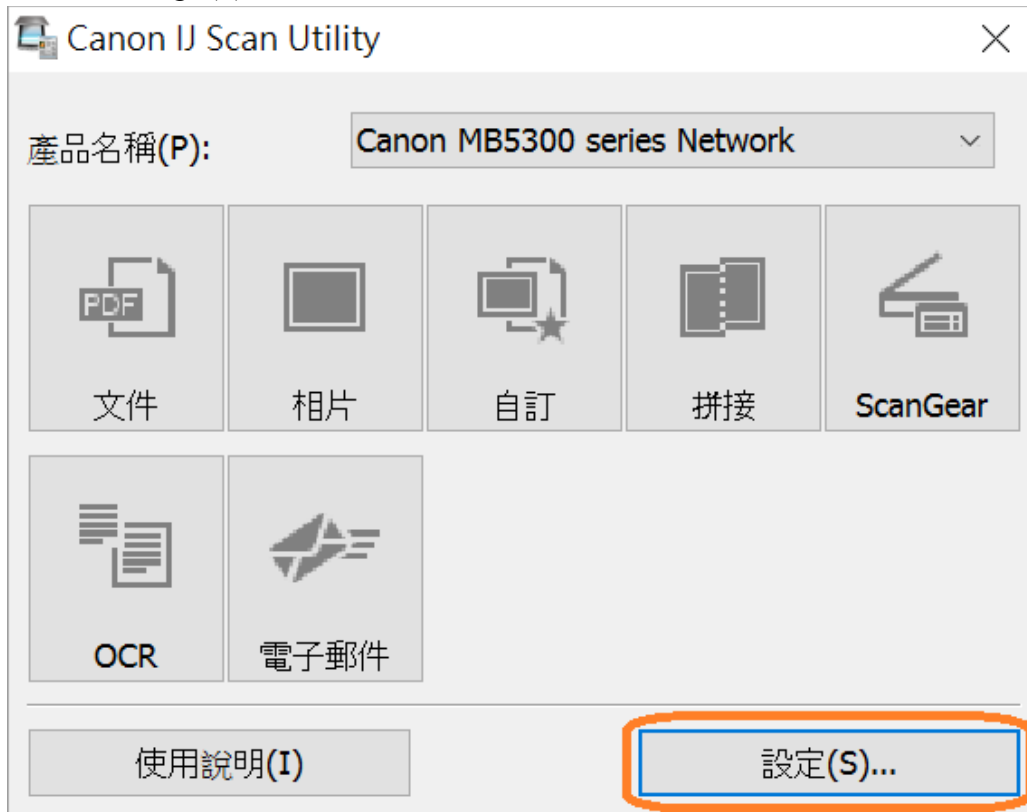 Canon IJ Scan Utility
產品名稱(P):
Canon MB5300 series Network
PDF
文件
相片
自訂
拼接
ScanGear
OCR
電子郵件
使用說明(I)
設定(S)...